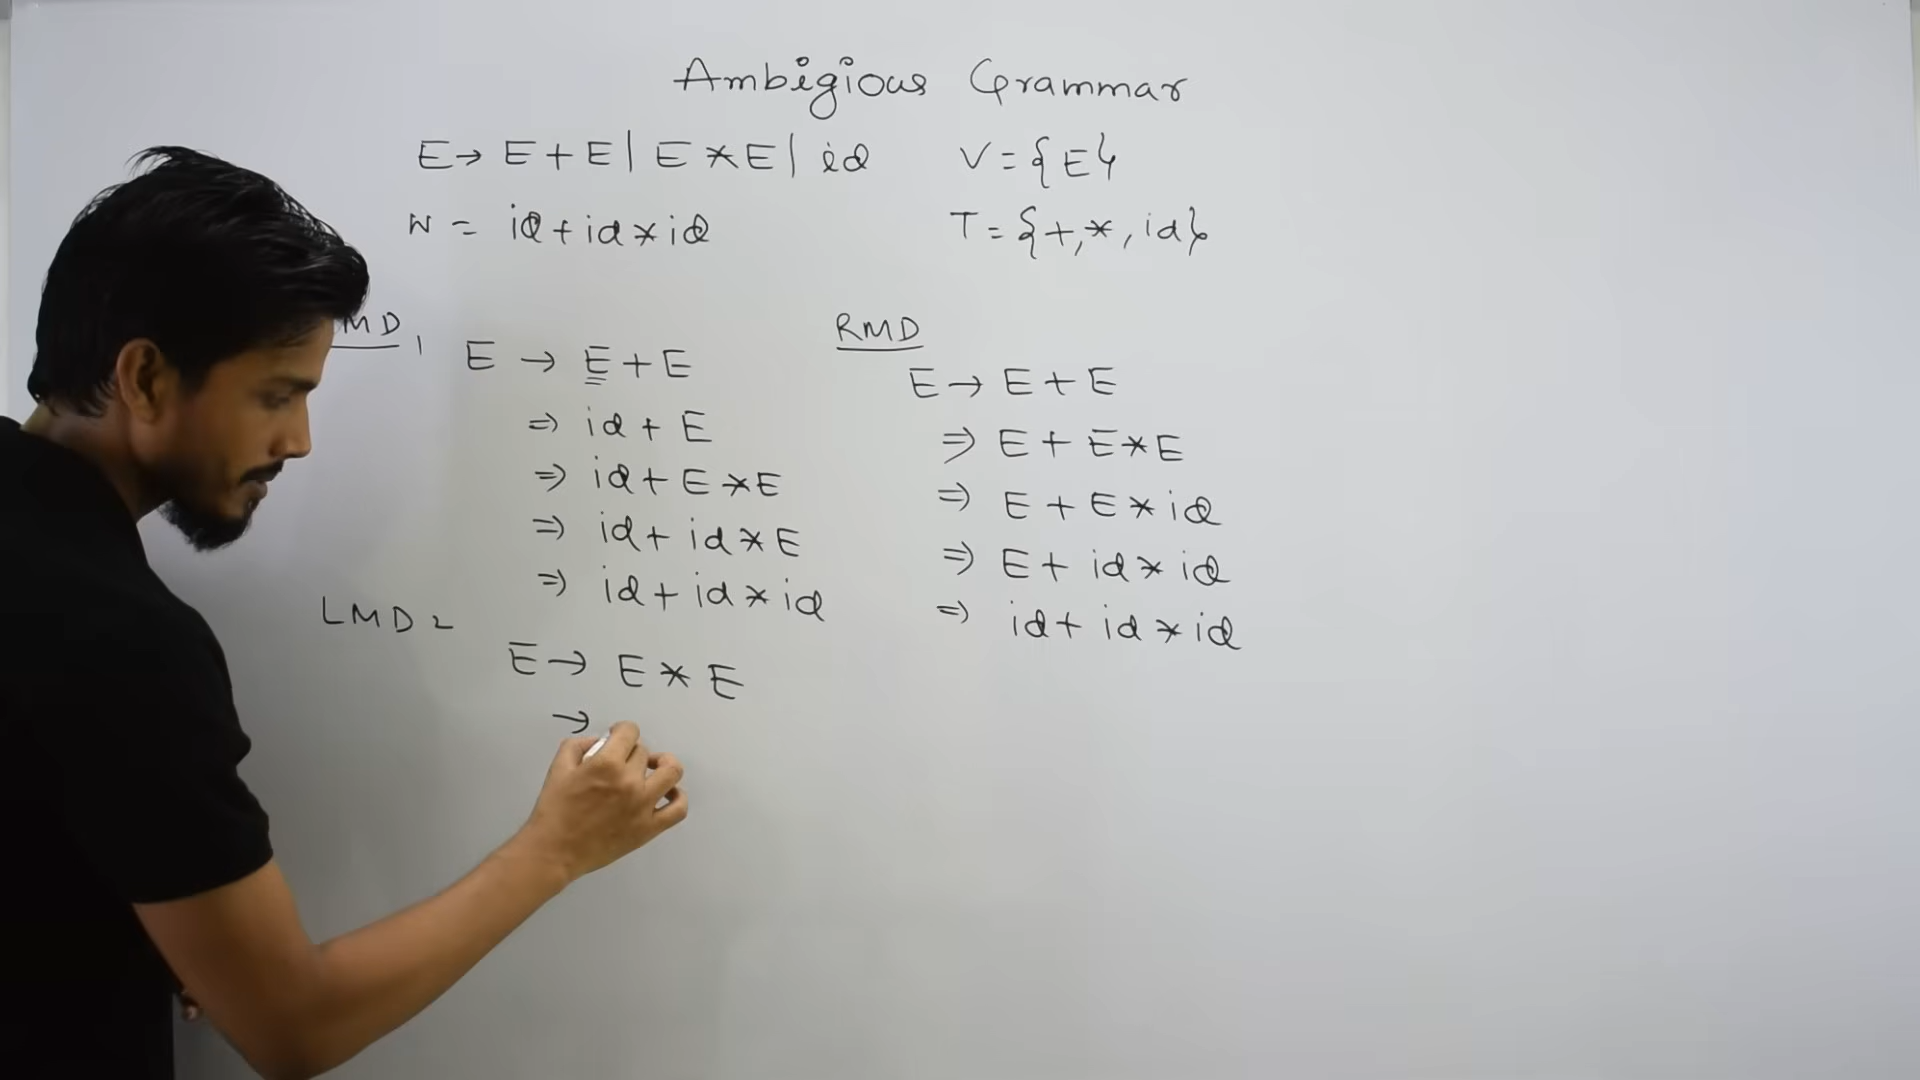 Ambigious Grammar
E → E + E | E * E | id
V = { E }
W = id + id * id
T = { +, *, id }
MD 1
E → E + E
⇒ id + E
⇒ id + E * E
⇒ id + id * E
⇒ id + id * id
LMD 2
E → E * E
→
RMD
E → E + E
⇒ E + E * E
⇒ E + E * id
⇒ E + id * id
⇒ id + id * id